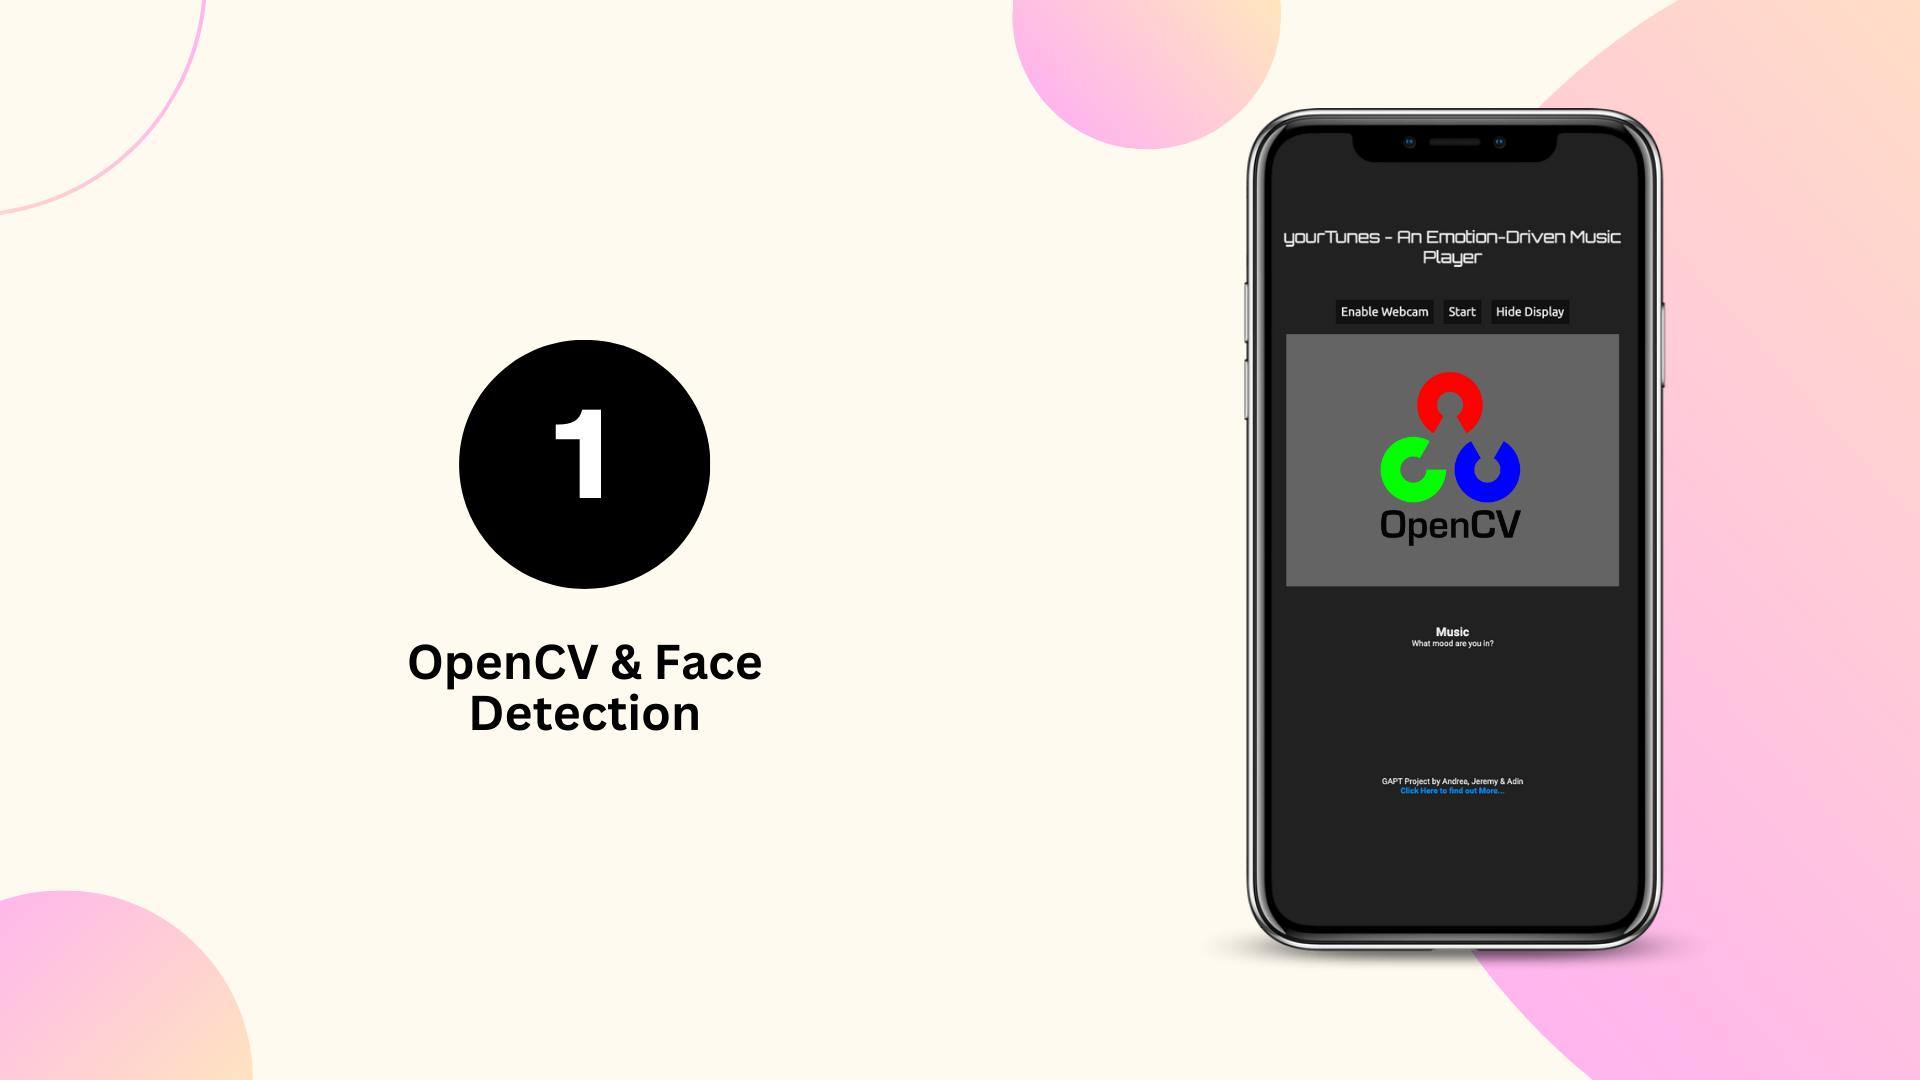 1
OpenCV & Face
Detection
yourTunes - An Emotion-Driven Music
Player
Enable Webcam Start Hide Display
OpenCV
Music
What mood are you in?
GAPT Project by Andrea, Jeremy & Adin
Click Here to find out More...